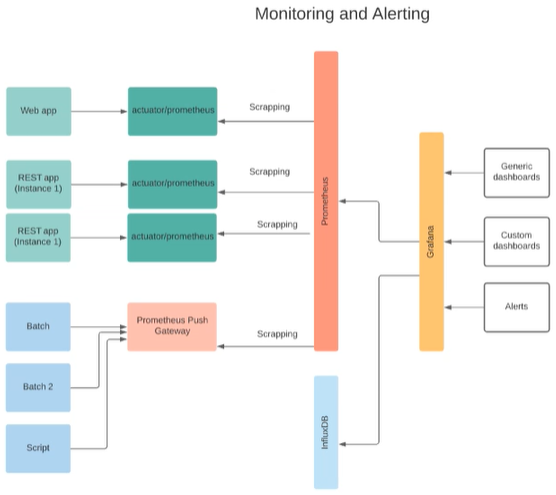 Monitoring and Alerting
Web app
actuator/prometheus
Scrapping
REST app
(Instance 1)
actuator/prometheus
Scrapping
REST app
(Instance 1)
actuator/prometheus
Scrapping
Prometheus
Grafana
Generic
dashboards
Custom
dashboards
Alerts
Batch
Prometheus Push
Gateway
Scrapping
Batch 2
Script
InfluxDB